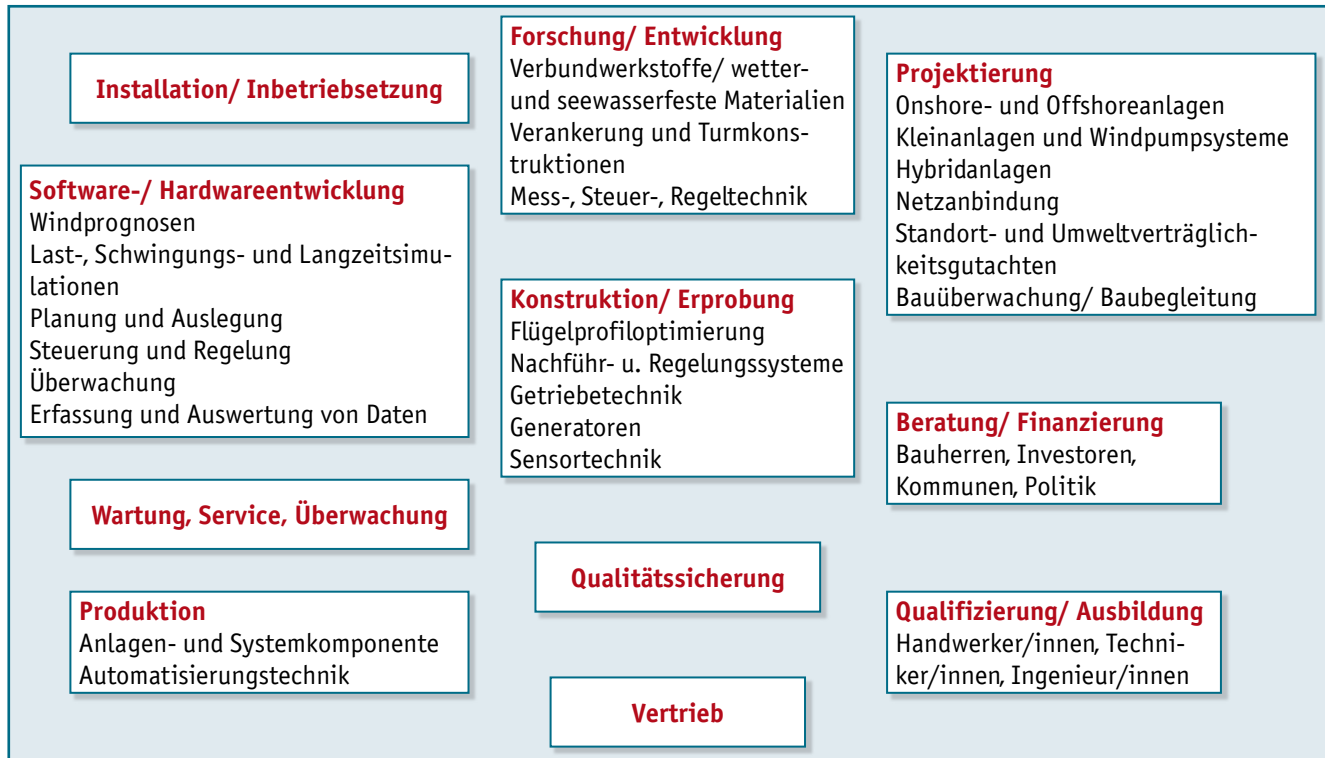 Installation/ Inbetriebsetzung
Software-/ Hardwareentwicklung
Windprognosen
Last-, Schwingungs- und Langzeitsimu-
lationen
Planung und Auslegung
Steuerung und Regelung
Überwachung
Erfassung und Auswertung von Daten
Wartung, Service, Überwachung
Produktion
Anlagen- und Systemkomponente
Automatisierungstechnik
Forschung/ Entwicklung
Verbundwerkstoffe/ wetter-
und seewasserfeste Materialien
Verankerung und Turmkons-
truktionen
Mess-, Steuer-, Regeltechnik
Konstruktion/ Erprobung
Flügelprofiloptimierung
Nachführ- u. Regelungssysteme
Getriebetechnik
Generatoren
Sensortechnik
Qualitätssicherung
Vertrieb
Projektierung
Onshore- und Offshoreanlagen
Kleinanlagen und Windpumpsysteme
Hybridanlagen
Netzanbindung
Standort- und Umweltverträglich-
keitsgutachten
Bauüberwachung/ Baubegleitung
Beratung/ Finanzierung
Bauherren, Investoren,
Kommunen, Politik
Qualifizierung/ Ausbildung
Handwerker/innen, Techni-
ker/innen, Ingenieur/innen